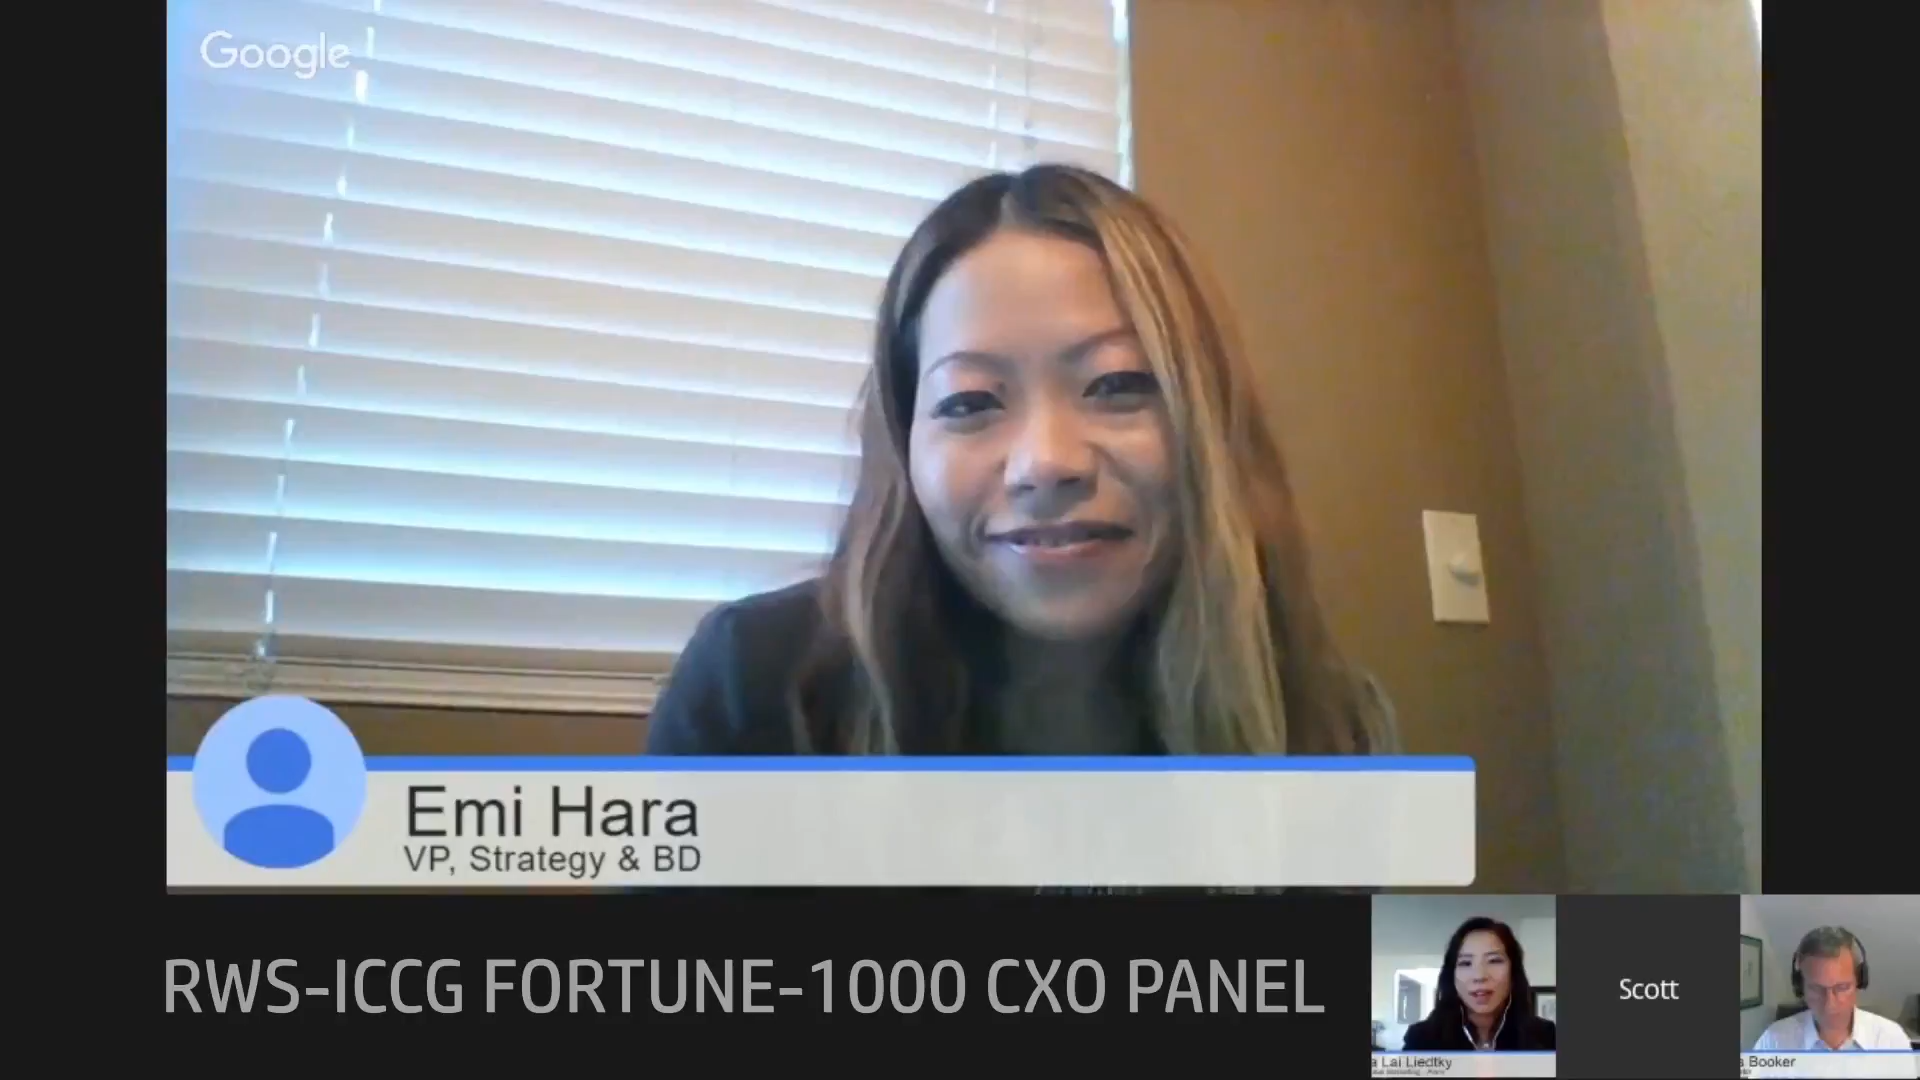 Google
Emi Hara
VP, Strategy & BD
RWS-ICCG FORTUNE-1000 CXO PANEL
Scott
a Lai Liedtky
s Booker